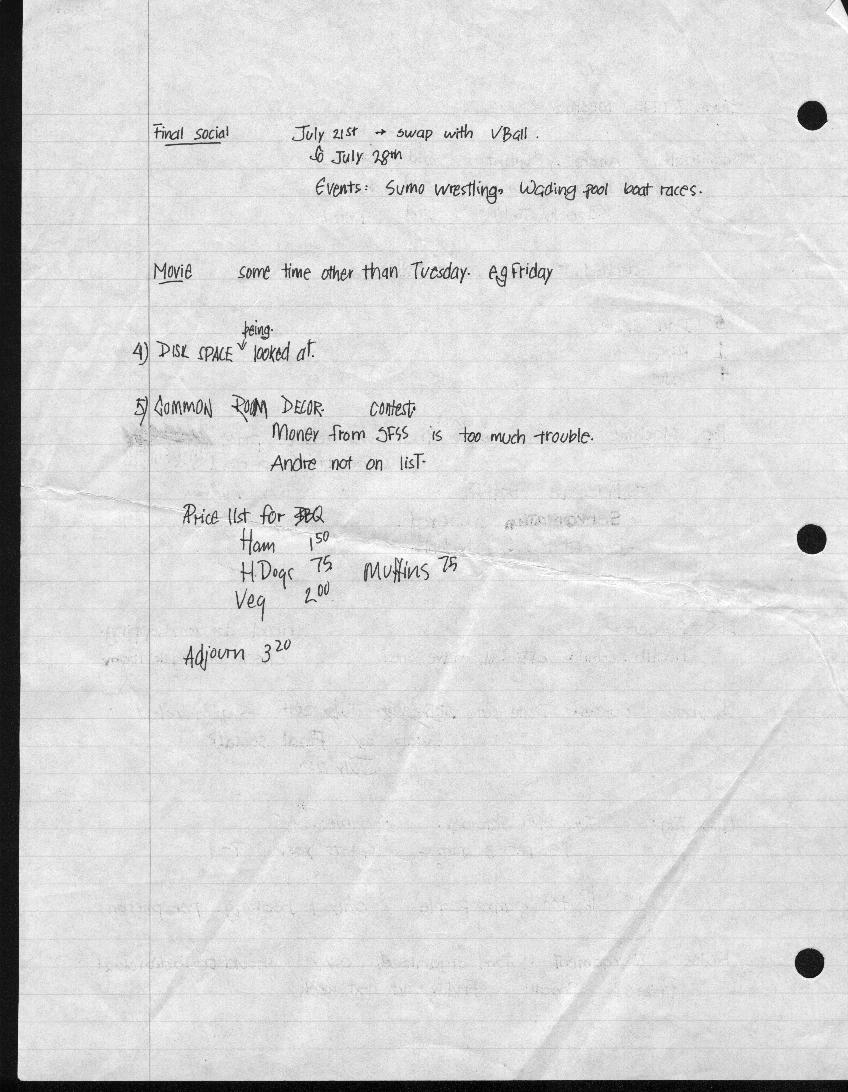 Final social July 21st → swap with VBall.
July 28th
Events: Sumo wrestling, Wading pool boat races.
Movie some time other than Tuesday. eg Friday
being
4) DISK SPACE looked at.
5) COMMON ROOM DECOR. contest.
Money from SFSS is too much trouble.
Andre not on list.
Price list for BBQ
Ham 1 50
H.Dogs 75 Muffins 75
Veg 2 00
Adjourn 3 20